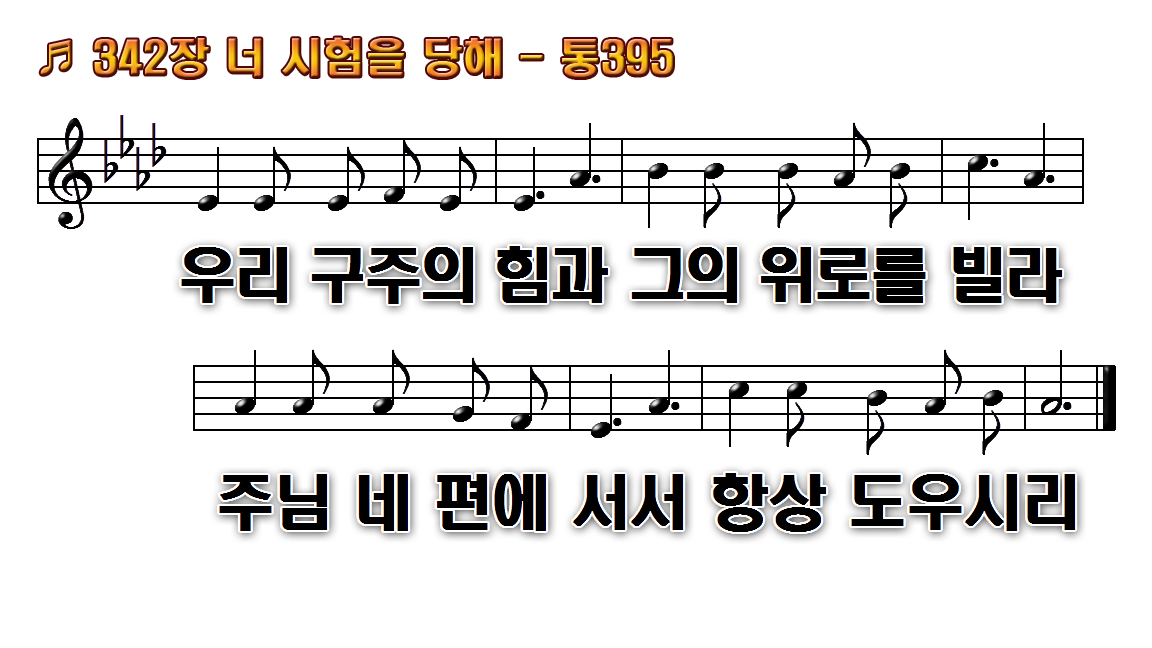 ♬ 342장 너 시험을 당해 - 통395
우리 구주의 힘과 그의 위로를 빌라
주님 네 편에 서서 항상 도우시리